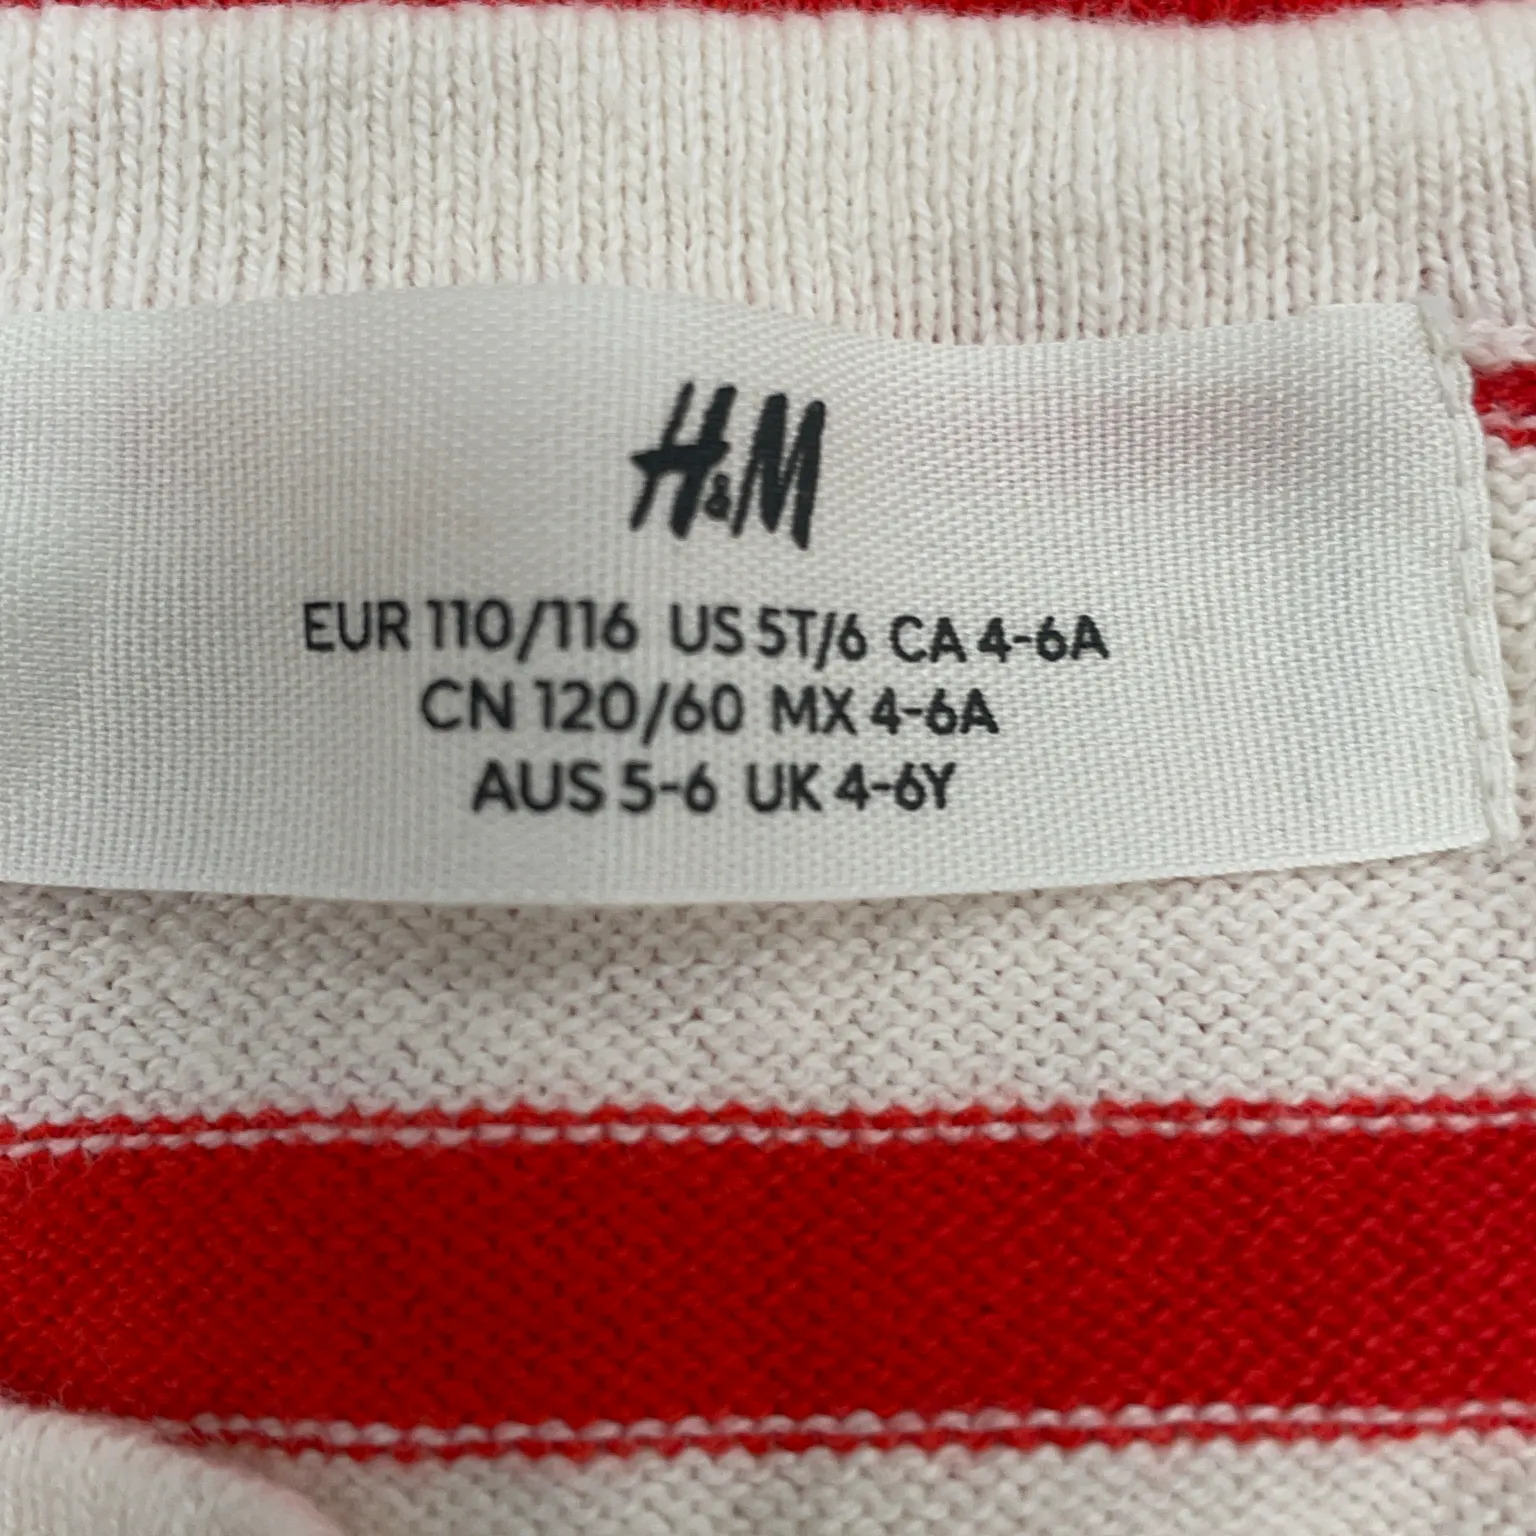 H&M
EUR 110/116 US 5T/6 CA 4-6A
CN 120/60 MX 4-6A
AUS 5-6 UK 4-6Y